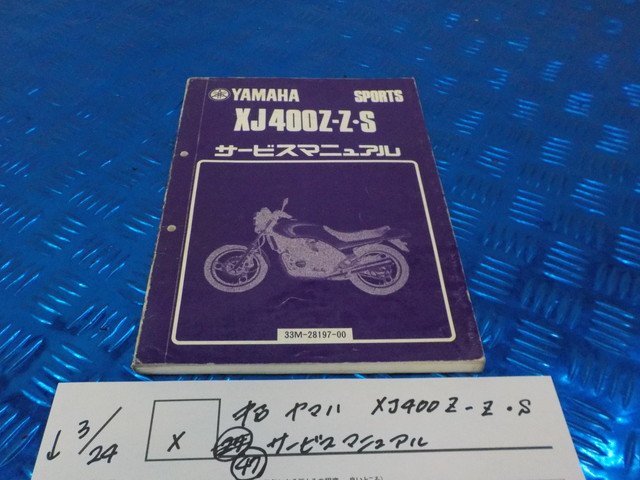 YAMAHA SPORTS
XJ400Z-Z・S
サービスマニュアル
33M-28197-00
ヤマハ XJ400Z-Z・S
3/24 X
サービスマニュアル
47